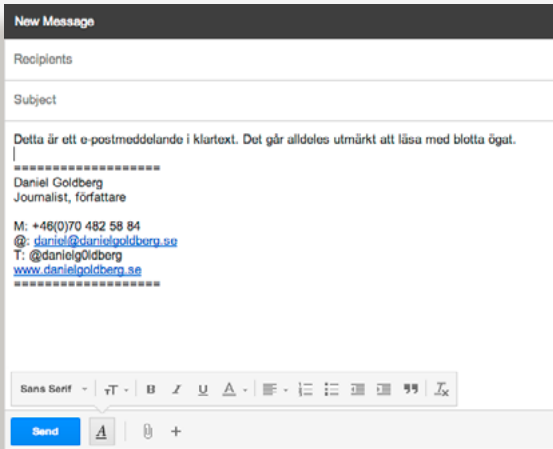 New Message
Recipients
Subject
Detta är ett e-postmeddelande i klartext. Det går alldeles utmärkt att läsa med blotta ögat.
===================
Daniel Goldberg
Journalist, författare
M: +46(0)70 482 58 84
@: daniel@danielgoldberg.se
T: @danielg0ldberg
www.danielgoldberg.se
===================
Sans Serif TT B I U A Tx
Send A +